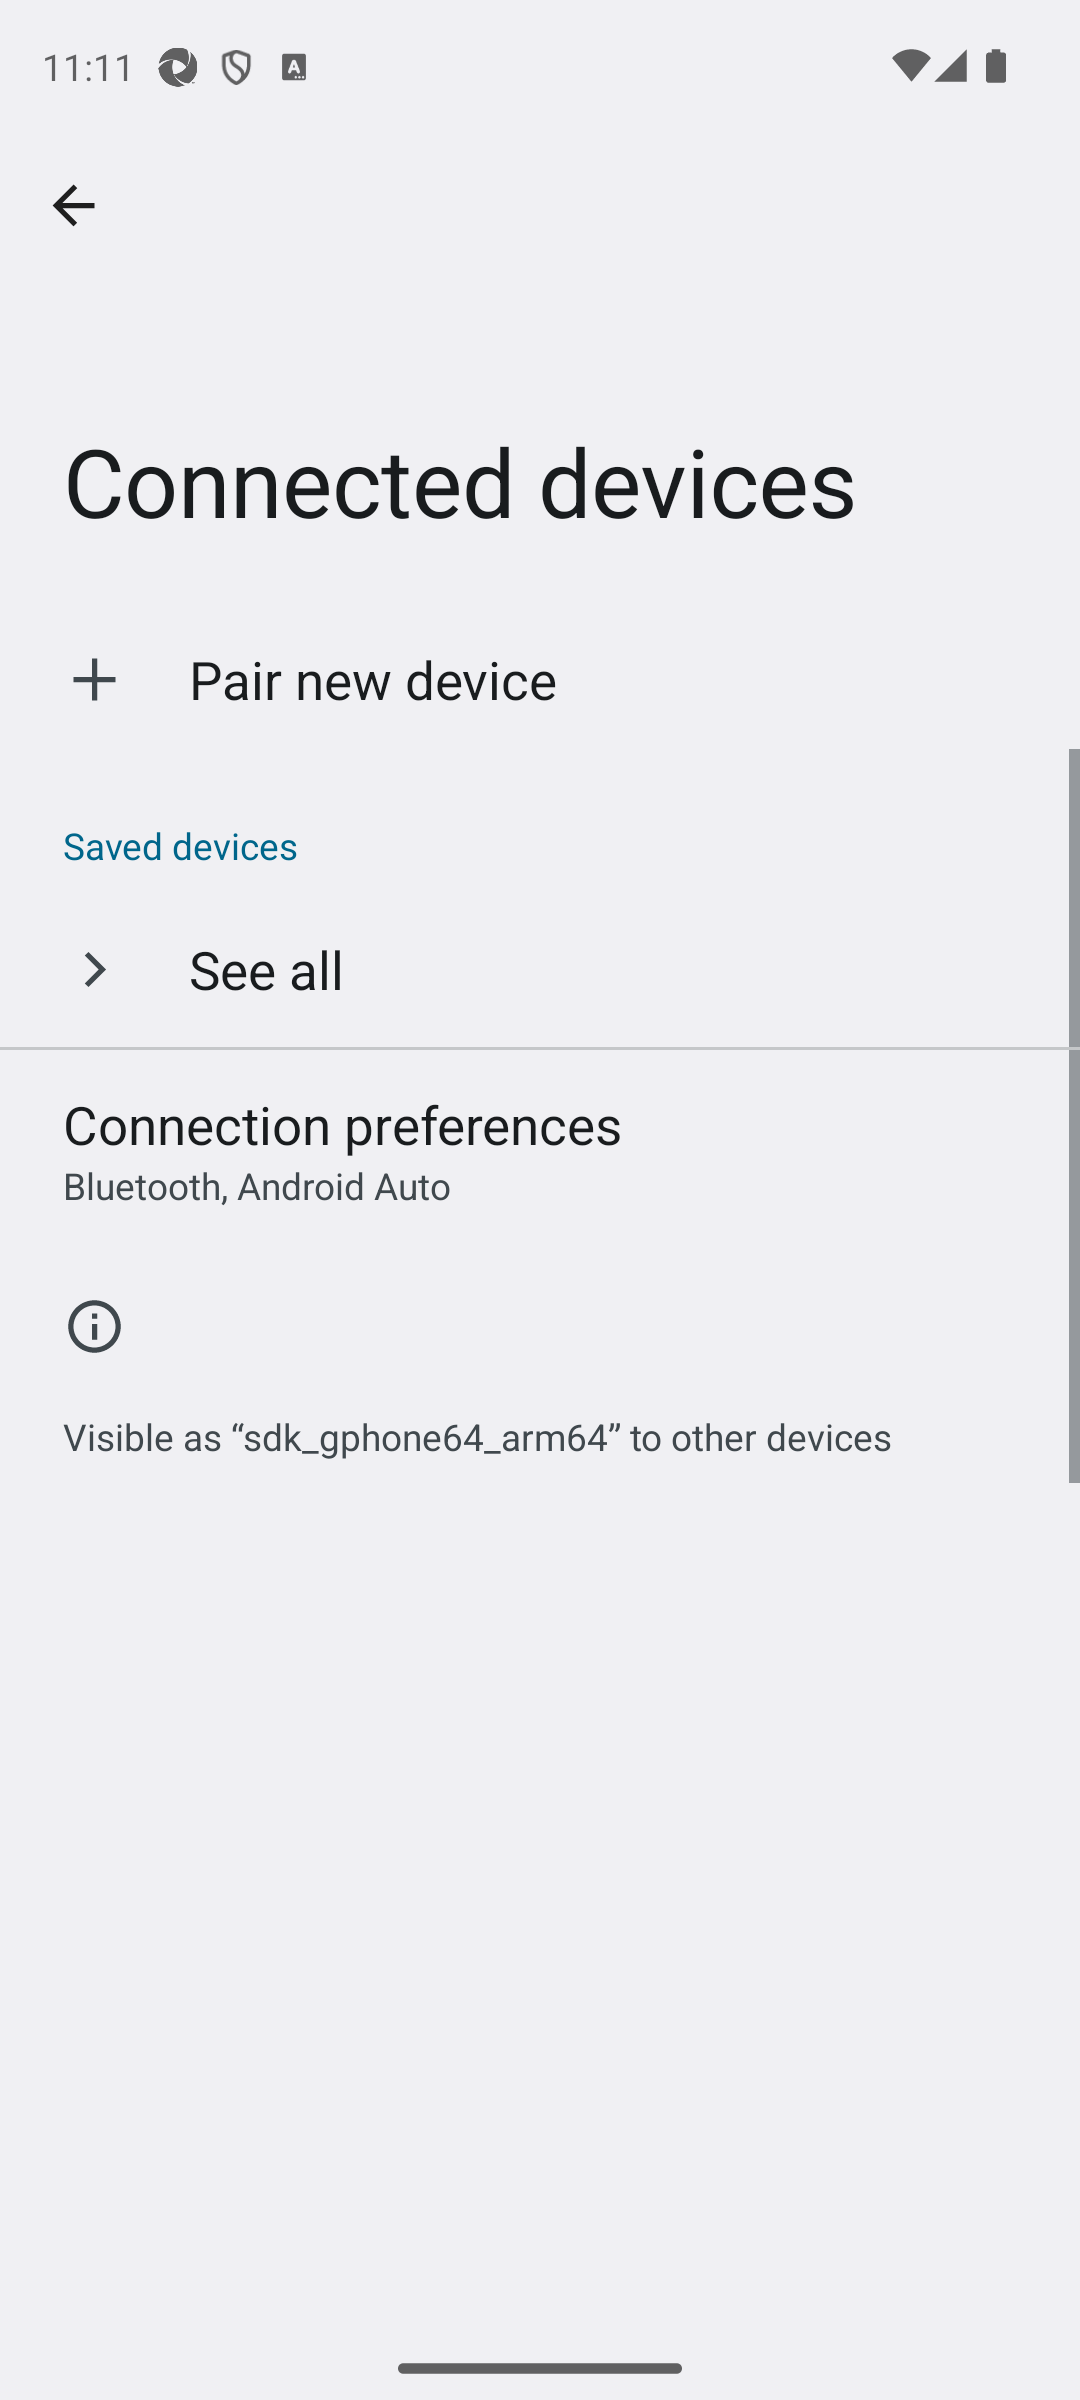 11:11
Connected devices
Pair new device
Saved devices
See all
Connection preferences
Bluetooth, Android Auto
Visible as “sdk_gphone64_arm64” to other devices